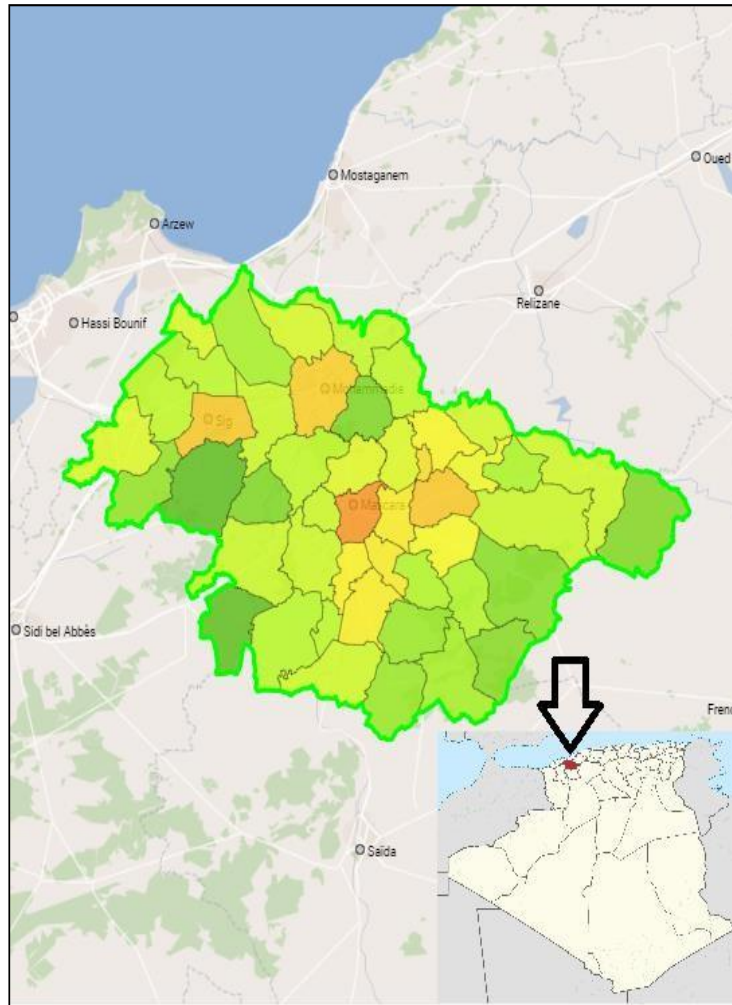 Oued
Mostaganem
Arzew
Relizane
Hassi Bounif
Mohammadia
Sig
Mascara
Sidi bel Abbès
Frend
Saïda